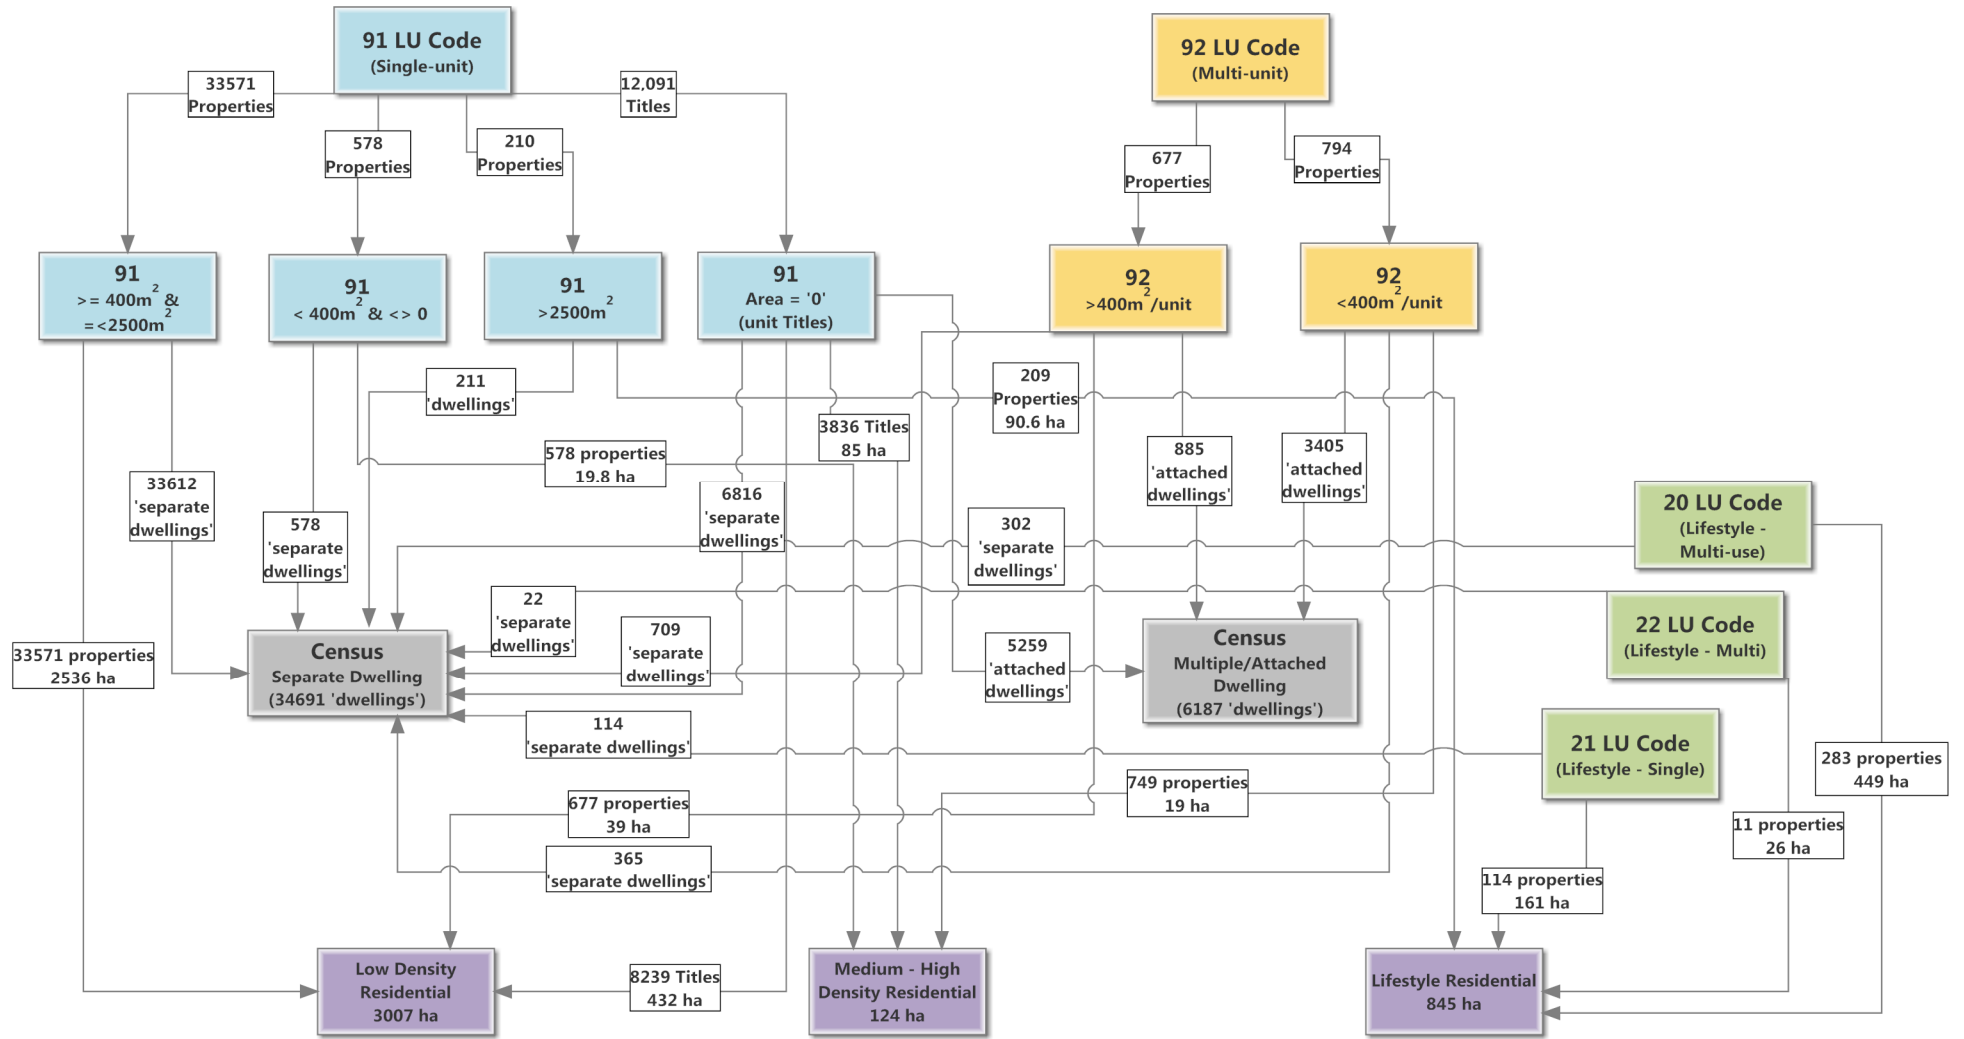 91 LU Code
(Single-unit)
92 LU Code
(Multi-unit)
33571
Properties
12,091
Titles
578
Properties
210
Properties
677
Properties
794
Properties
91
>= 400m2 &
=<2500m2
91
< 400m2 & <> 0
91
>2500m2
91
Area = '0'
(unit Titles)
92
>400m2/unit
92
<400m2/unit
211
'dwellings'
209
Properties
90.6 ha
3836 Titles
85 ha
578 properties
19.8 ha
885
'attached
dwellings'
3405
'attached
dwellings'
33612
'separate
dwellings'
578
'separate
dwellings'
6816
'separate
dwellings'
302
'separate
dwellings'
20 LU Code
(Lifestyle -
Multi-use)
22
'separate
dwellings'
709
'separate
dwellings'
5259
'attached
dwellings'
22 LU Code
(Lifestyle - Multi)
33571 properties
2536 ha
Census
Separate Dwelling
(34691 'dwellings')
Census
Multiple/Attached
Dwelling
(6187 'dwellings')
114
'separate dwellings'
21 LU Code
(Lifestyle - Single)
283 properties
449 ha
677 properties
39 ha
749 properties
19 ha
11 properties
26 ha
365
'separate dwellings'
114 properties
161 ha
Low Density
Residential
3007 ha
8239 Titles
432 ha
Medium - High
Density Residential
124 ha
Lifestyle Residential
845 ha